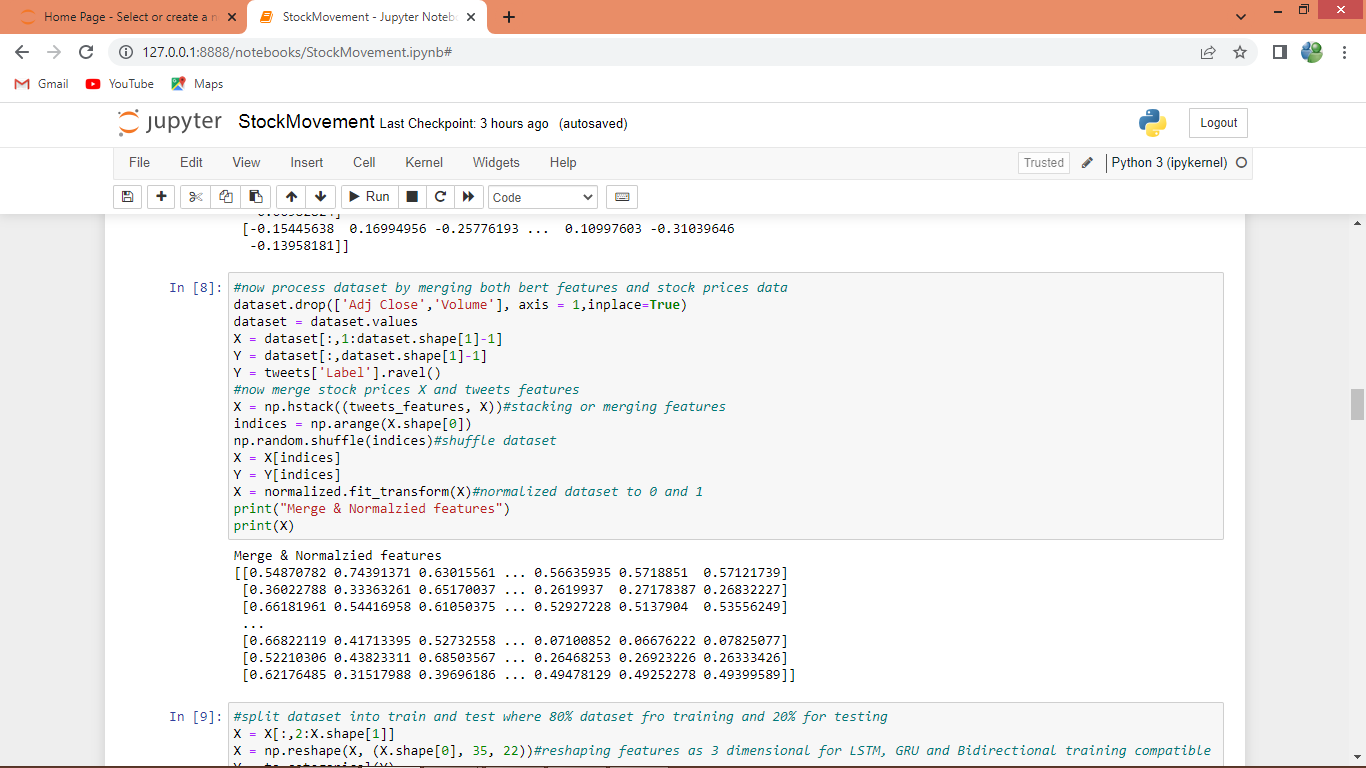 Home Page - Select or create a n
StockMovement - Jupyter Notebo
127.0.0.1:8888/notebooks/StockMovement.ipynb#
Gmail YouTube Maps
jupyter StockMovement Last Checkpoint: 3 hours ago (autosaved)
Logout
File Edit View Insert Cell Kernel Widgets Help
Trusted Python 3 (ipykernel)
Run Code
[-0.15445638 0.16994956 -0.25776193 ... 0.10997603 -0.31039646
-0.13958181]]
In [8]: #now process dataset by merging both bert features and stock prices data
dataset.drop(['Adj Close','Volume'], axis = 1,inplace=True)
dataset = dataset.values
X = dataset[:,1:dataset.shape[1]-1]
Y = dataset[:,dataset.shape[1]-1]
Y = tweets['Label'].ravel()
#now merge stock prices X and tweets features
X = np.hstack((tweets_features, X))#stacking or merging features
indices = np.arange(X.shape[0])
np.random.shuffle(indices)#shuffle dataset
X = X[indices]
Y = Y[indices]
X = normalized.fit_transform(X)#normalized dataset to 0 and 1
print("Merge & Normalzied features")
print(X)
Merge & Normalzied features
[[0.54870782 0.74391371 0.63015561 ... 0.56635935 0.5718851 0.57121739]
[0.36022788 0.33363261 0.65170037 ... 0.2619937 0.27178387 0.26832227]
[0.66181961 0.54416958 0.61050375 ... 0.52927228 0.5137904 0.53556249]
...
[0.66822119 0.41713395 0.52732558 ... 0.07100852 0.06676222 0.07825077]
[0.52210306 0.43823311 0.68503567 ... 0.26468253 0.26923226 0.26333426]
[0.62176485 0.31517988 0.39696186 ... 0.49478129 0.49252278 0.49399589]]
In [9]: #split dataset into train and test where 80% dataset fro training and 20% for testing
X = X[:,2:X.shape[1]]
X = np.reshape(X, (X.shape[0], 35, 22))#reshaping features as 3 dimensional for LSTM, GRU and Bidirectional training compatible